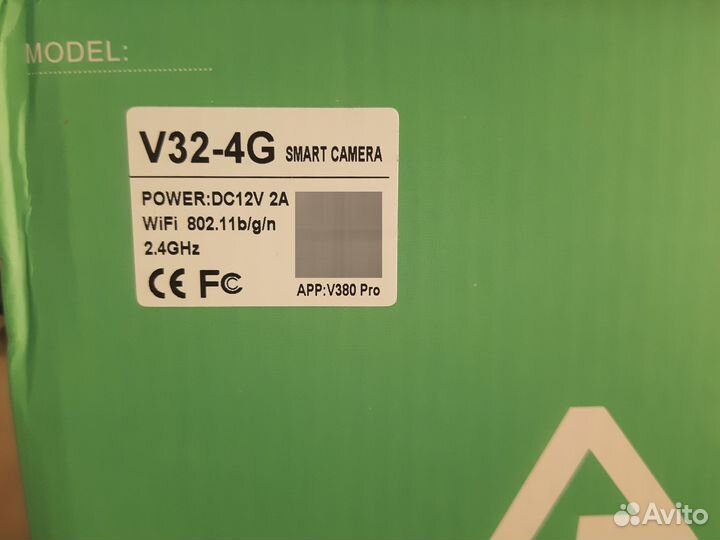 MODEL:
V32-4G SMART CAMERA
POWER:DC12V 2A
WiFi 802.11b/g/n
2.4GHz
CE FC
APP:V380 Pro
Avito